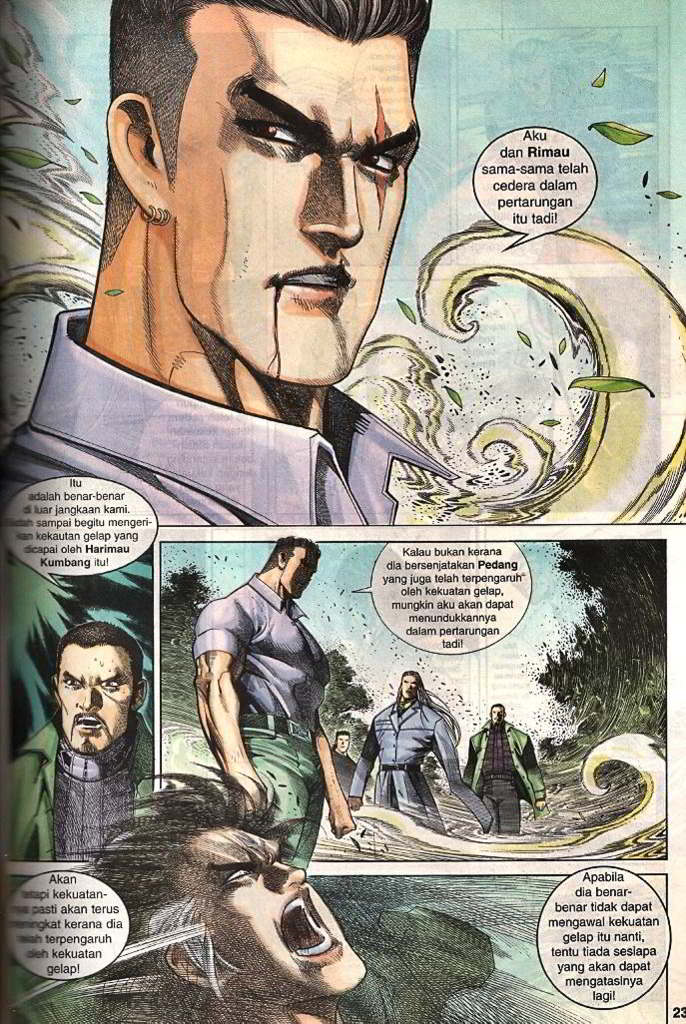 Aku
dan Rimau
sama-sama telah
cedera dalam
pertarungan
itu tadi!
Itu
adalah benar-benar
di luar jangkaan kami.
sampai begitu mengeri-
kan kekautan gelap yang
dicapai oleh Harimau
Kumbang itu!
Kalau bukan kerana
dia bersenjatakan Pedang
yang juga telah terpengaruh
oleh kekuatan gelap,
mungkin aku akan dapat
menundukkannya
dalam pertarungan
tadi!
Akan
tetapi kekuatan-
nya pasti akan terus
meningkat kerana dia
telah terpengaruh
oleh kekuatan
gelap!
Apabila
dia benar-
benar tidak dapat
mengawal kekuatan
gelap itu nanti,
tentu tiada sesiapa
yang akan dapat
mengatasinya
lagi!
23